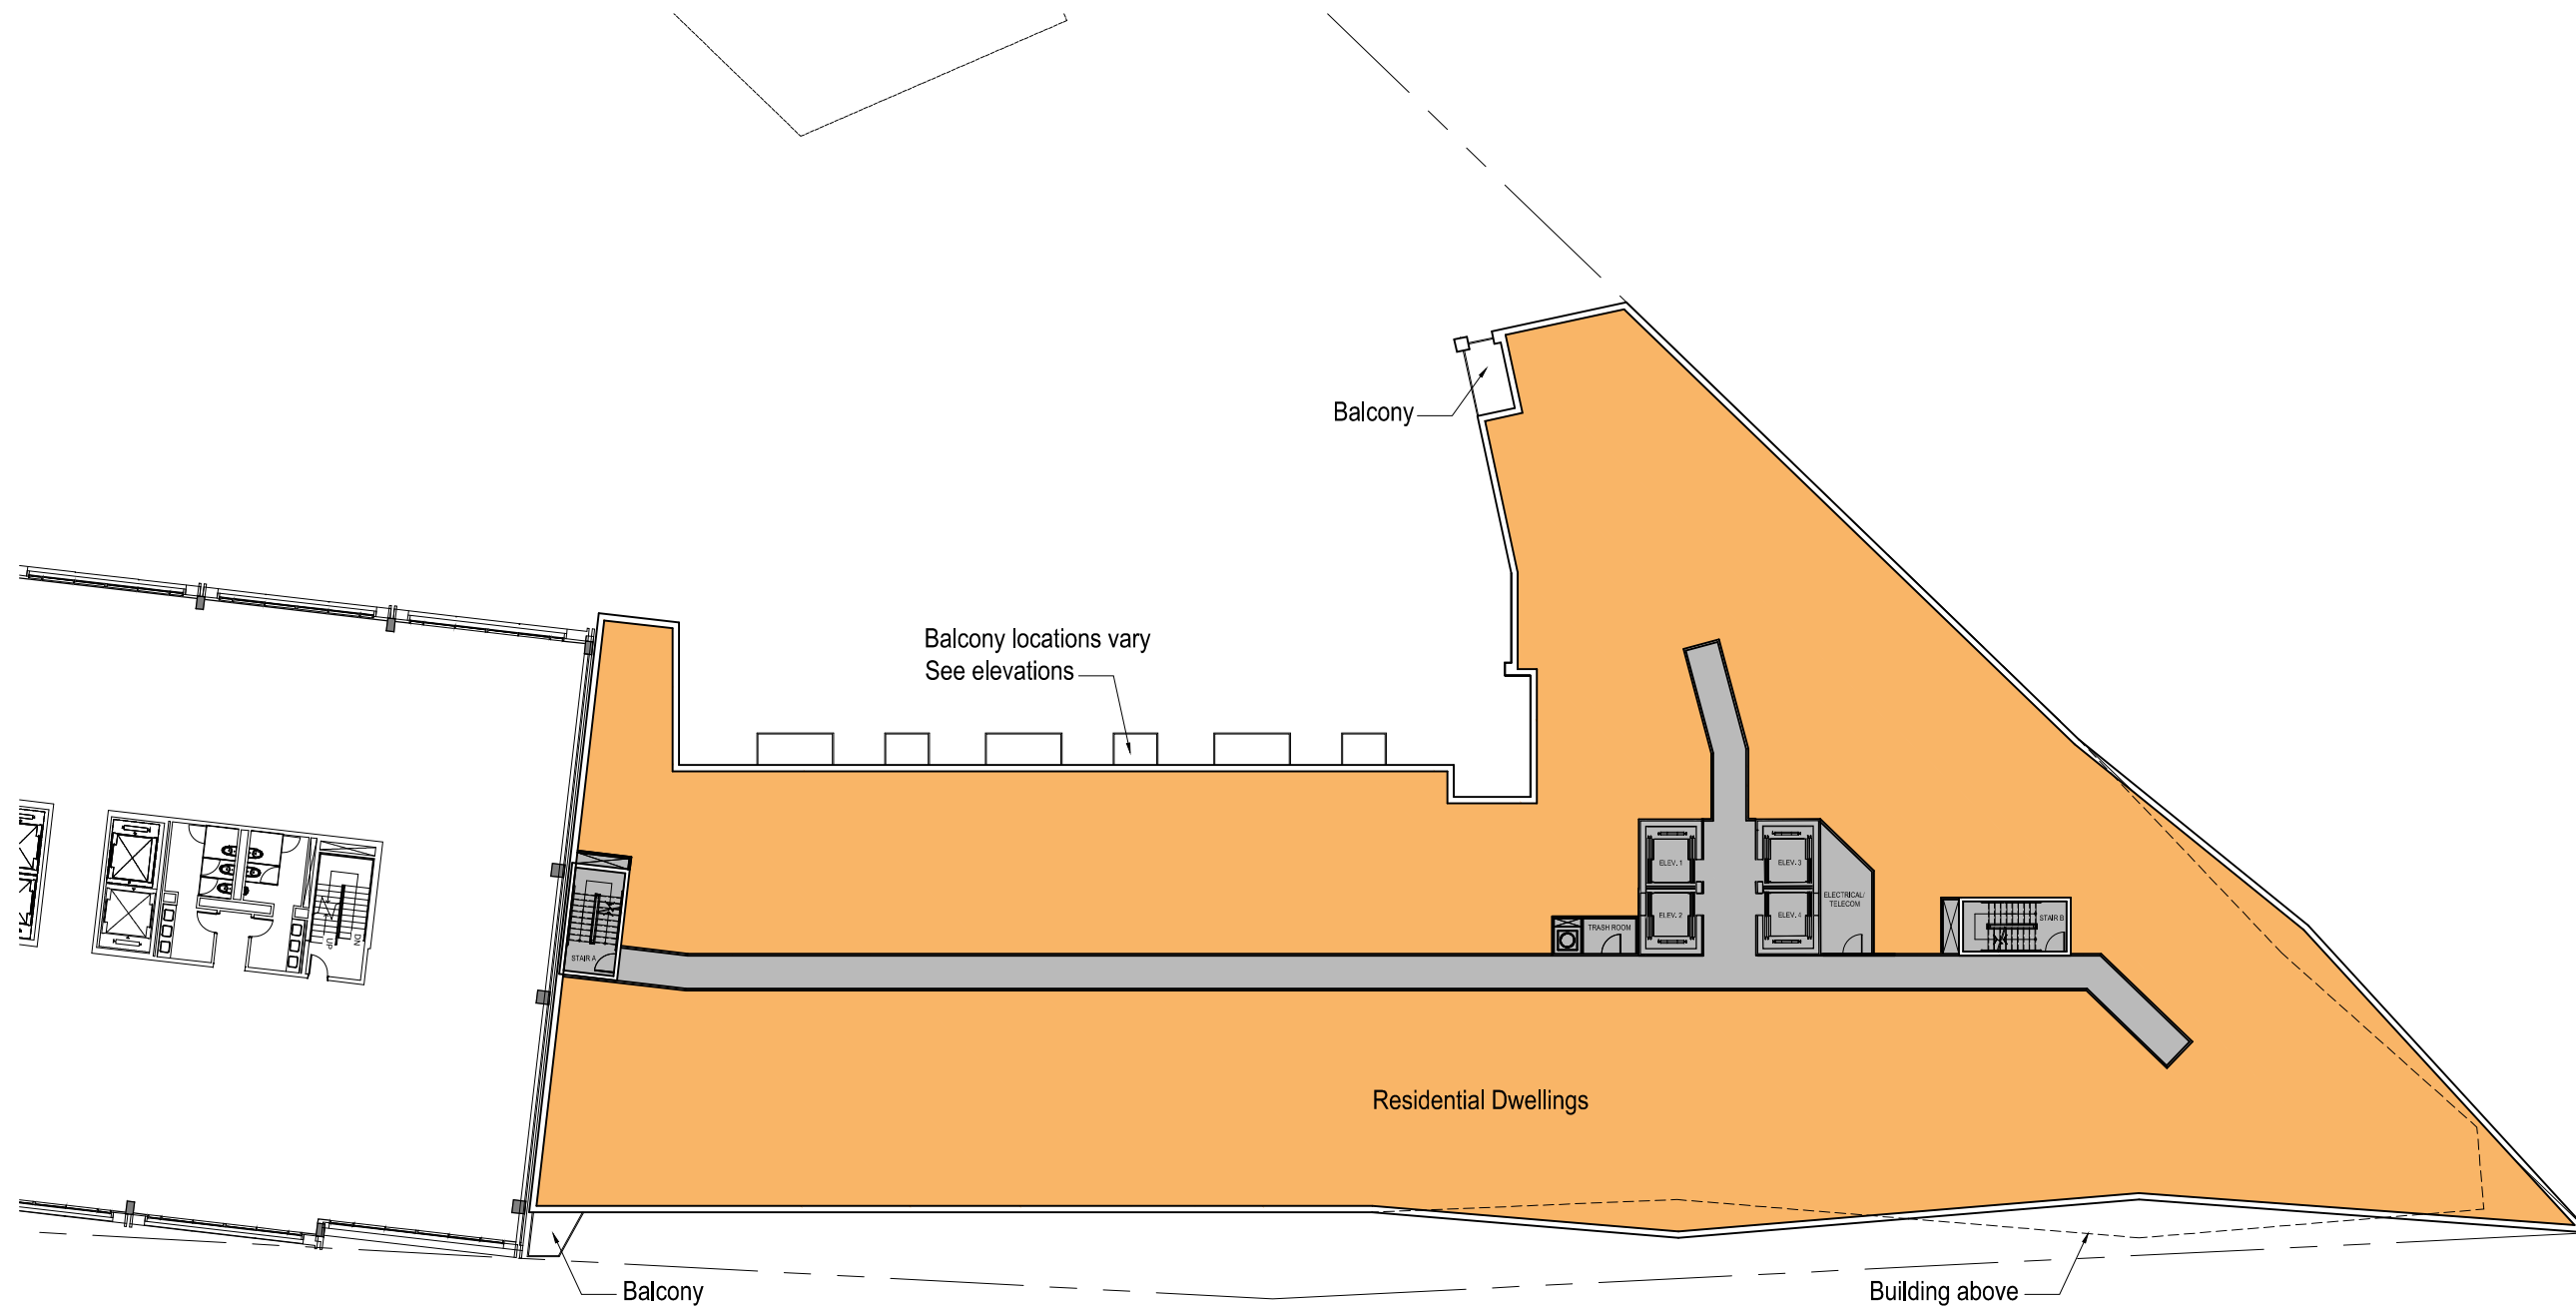 Balcony
Balcony locations vary
See elevations
ELEV. 1
ELEV. 3
ELEV. 2
ELEV. 4
ELECTRICAL/
TELECOM
TRASH ROOM
STAIR B
STAIR A
UP
DN
Residential Dwellings
Balcony
Building above